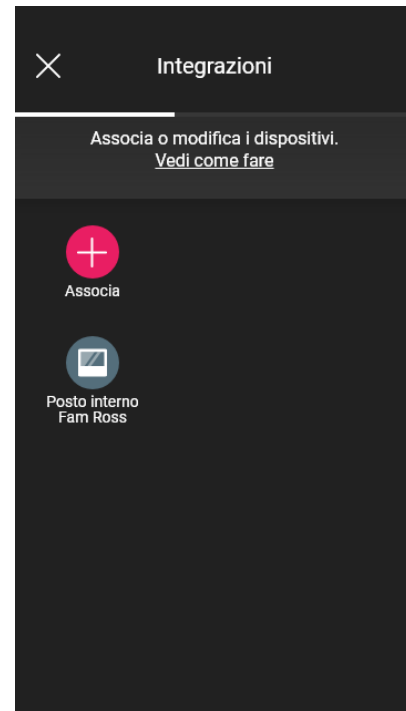 Integrazioni
Associa o modifica i dispositivi.
Vedi come fare
Associa
Posto interno
Fam Ross